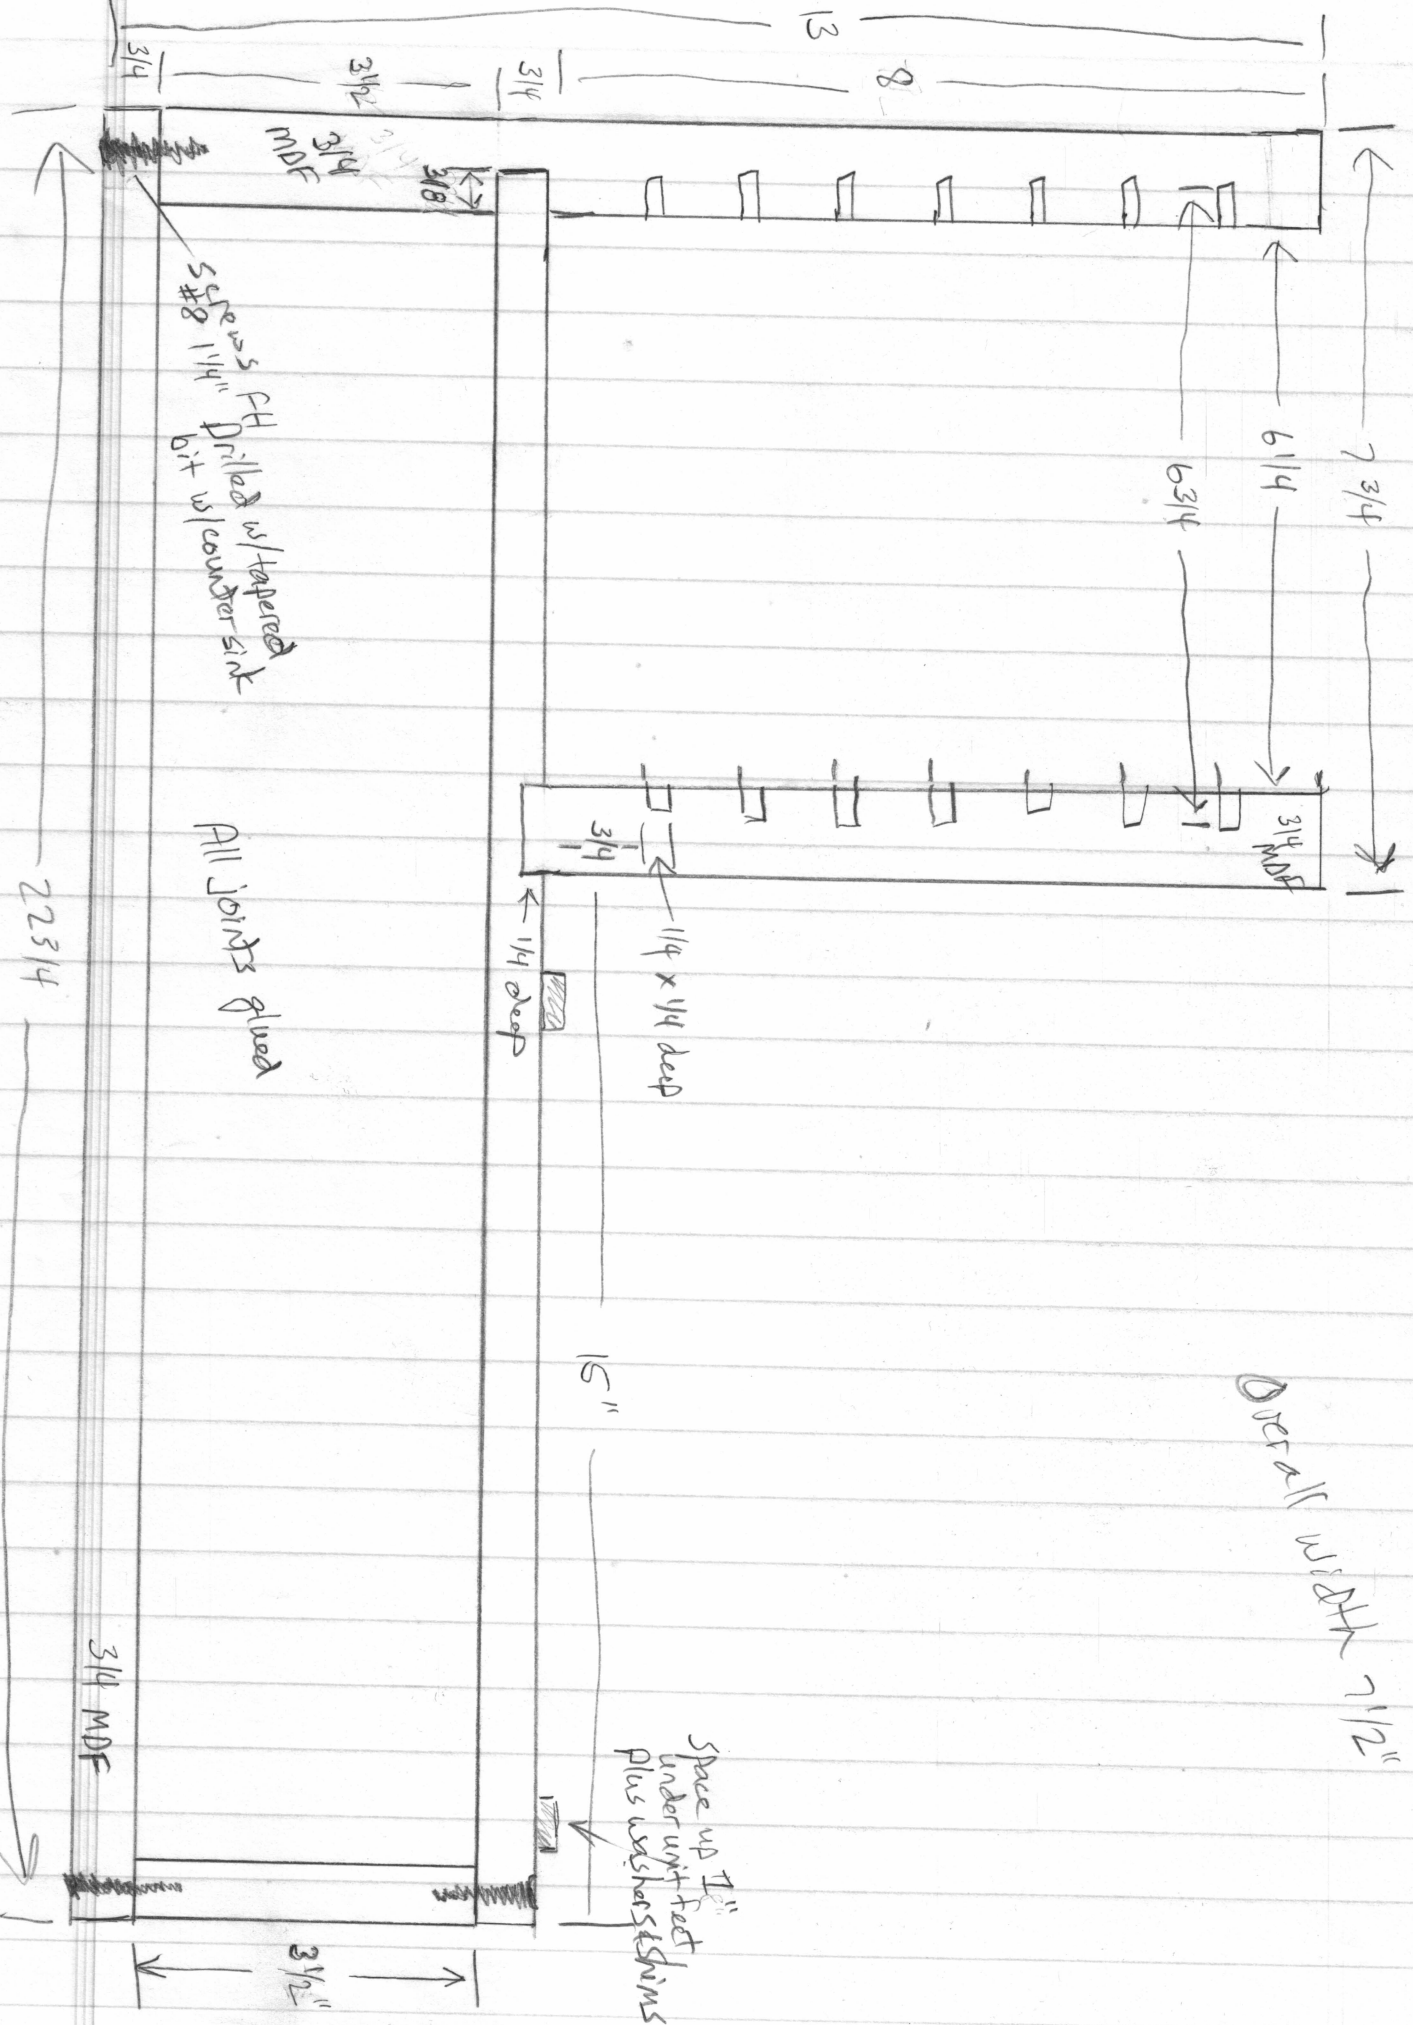 13
3/4
3 1/2
3/4
8
3/4
MDF
3/8
7 3/4
6 1/4
6 3/4
3/4
MDF
3/4
1/4 x 1/4 deep
1/4 deep
Screws FH
#8 1 1/4" Drilled w/tapered
bit w/countersink
All joints glued
22 3/4
15"
Overall width 7 1/2"
Space up 1"
under unit feet
plus washers & shims
3/4 MDF
3 1/2"